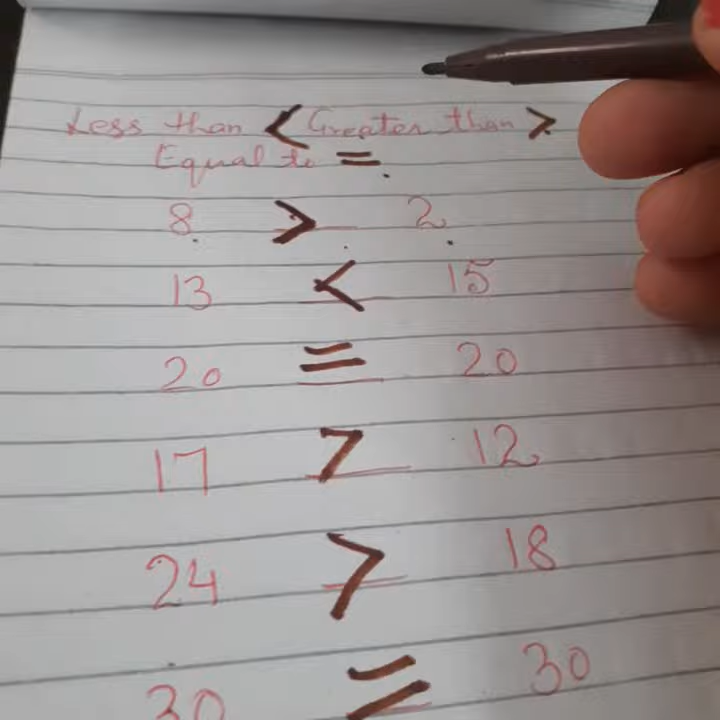 Less than < Greater than >
Equal to =
8 > 2
13 < 15
20 = 20
17 > 12
24 > 18
30 = 30